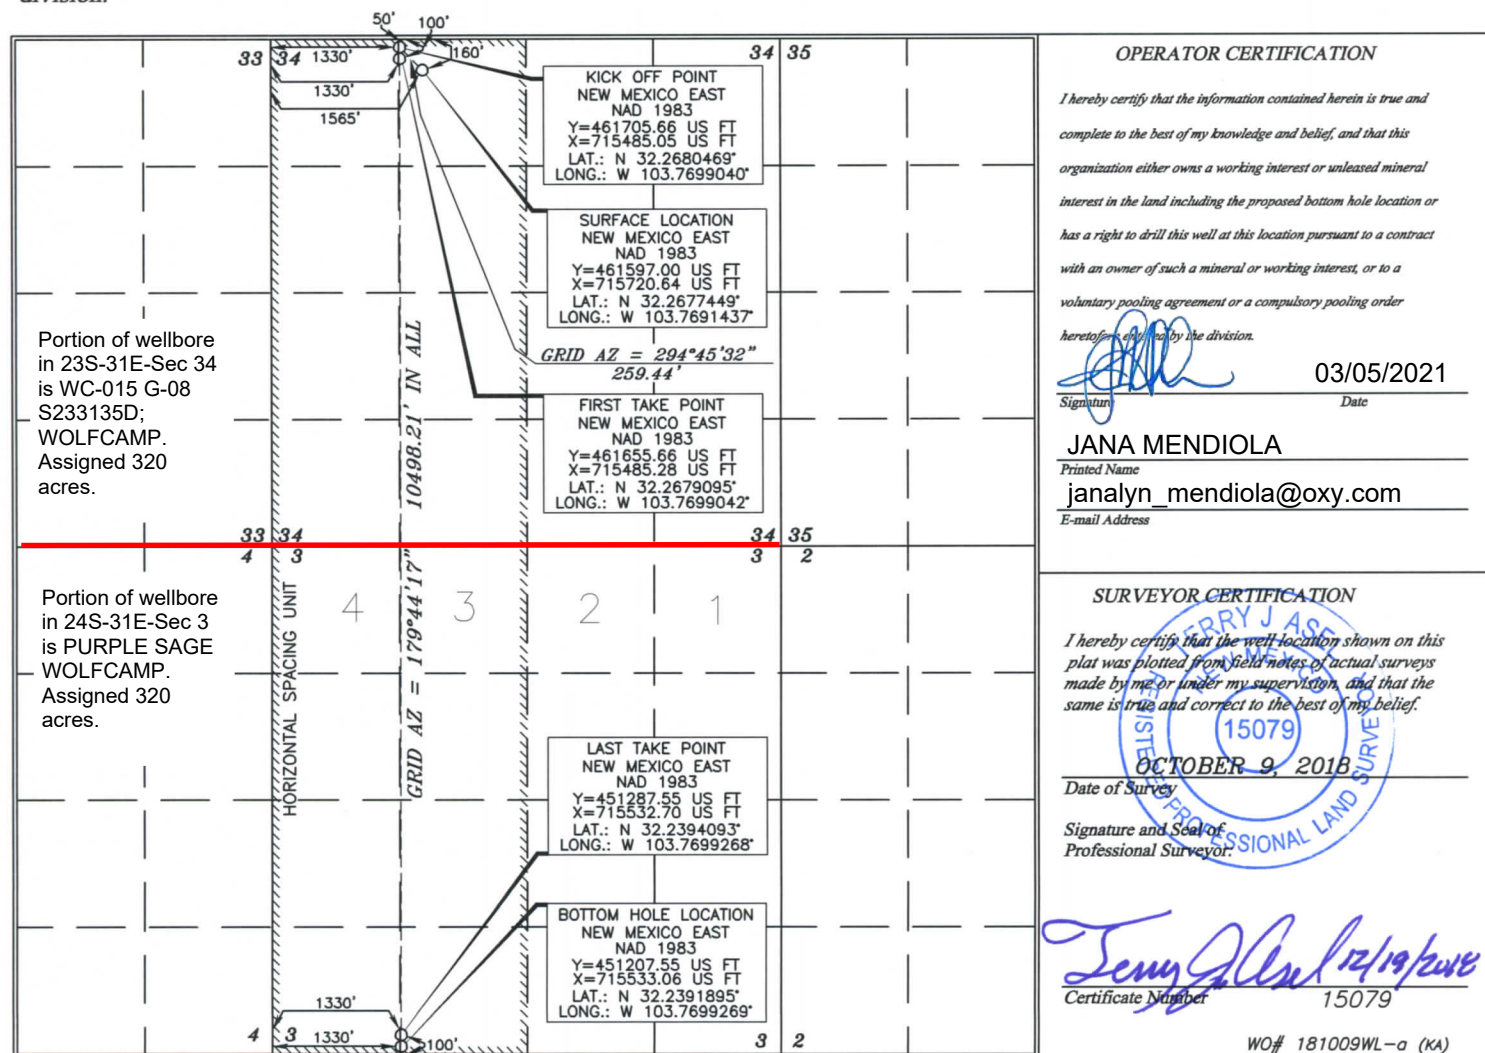 division.
50' 100'
33 34 1330' 160' 34 35
1330'
1565'
KICK OFF POINT
NEW MEXICO EAST
NAD 1983
Y=461705.66 US FT
X=715485.05 US FT
LAT.: N 32.2680469°
LONG.: W 103.7699040°
SURFACE LOCATION
NEW MEXICO EAST
NAD 1983
Y=461597.00 US FT
X=715720.64 US FT
LAT.: N 32.2677449°
LONG.: W 103.7691437°
GRID AZ = 294°45'32"
259.44'
FIRST TAKE POINT
NEW MEXICO EAST
NAD 1983
Y=461655.66 US FT
X=715485.28 US FT
LAT.: N 32.2679095°
LONG.: W 103.7699042°
Portion of wellbore
in 23S-31E-Sec 34
is WC-015 G-08
S233135D;
WOLFCAMP.
Assigned 320
acres.
33 34 34 35
4 3 3 2
Portion of wellbore
in 24S-31E-Sec 3
is PURPLE SAGE
WOLFCAMP.
Assigned 320
acres.
HORIZONTAL SPACING UNIT
GRID AZ = 179°44'17" 10498.21' IN ALL
4 3 2 1
LAST TAKE POINT
NEW MEXICO EAST
NAD 1983
Y=451287.55 US FT
X=715532.70 US FT
LAT.: N 32.2394093°
LONG.: W 103.7699268°
BOTTOM HOLE LOCATION
NEW MEXICO EAST
NAD 1983
Y=451207.55 US FT
X=715533.06 US FT
LAT.: N 32.2391895°
LONG.: W 103.7699269°
1330'
4 3 1330' 100' 3 2
OPERATOR CERTIFICATION
I hereby certify that the information contained herein is true and
complete to the best of my knowledge and belief, and that this
organization either owns a working interest or unleased mineral
interest in the land including the proposed bottom hole location or
has a right to drill this well at this location pursuant to a contract
with an owner of such a mineral or working interest, or to a
voluntary pooling agreement or a compulsory pooling order
heretofore entered by the division.
03/05/2021
Signature Date
JANA MENDIOLA
Printed Name
janalyn_mendiola@oxy.com
E-mail Address
SURVEYOR CERTIFICATION
I hereby certify that the well location shown on this
plat was plotted from field notes of actual surveys
made by me or under my supervision, and that the
same is true and correct to the best of my belief.
TERRY J ASEL
NEW MEXICO
15079
REGISTERED PROFESSIONAL LAND SURVEYOR
OCTOBER 9, 2018
Date of Survey
Signature and Seal of
Professional Surveyor:
Terry J. Asel 12/19/2018
Certificate Number 15079
WO# 181009WL-a (KA)